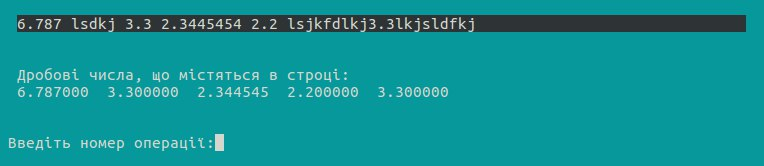 6.787 lsdkj 3.3 2.3445454 2.2 lsjkfdlkj3.3lkjsldfkj
Дробові числа, що містяться в строці:
6.787000 3.300000 2.344545 2.200000 3.300000
Введіть номер операції: